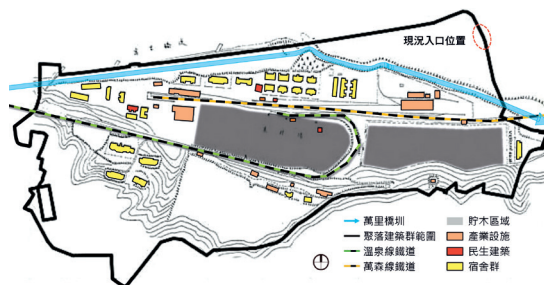 現況入口位置
萬里橋圳
聚落建築群範圍
溫泉線鐵道
萬森線鐵道
貯木區域
產業設施
民生建築
宿舍群